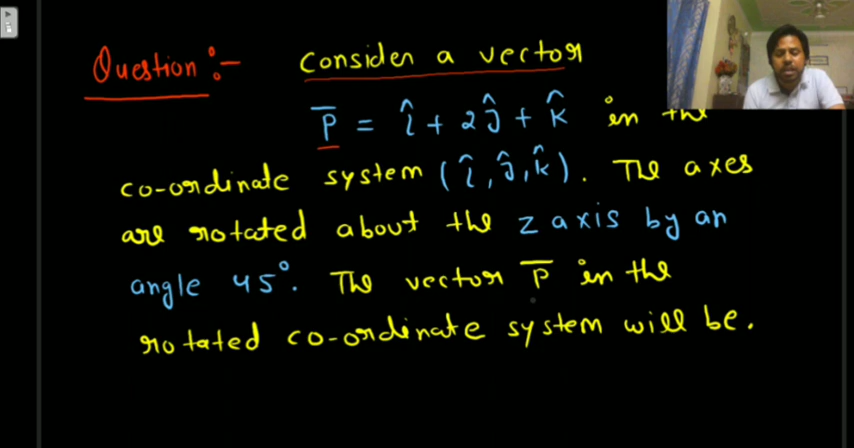 Question :-
Consider a vector
P̅ = î + 2ĵ + k̂ in the
co-ordinate system (î, ĵ, k̂). The axes
are rotated about the z axis by an
angle 45°. The vector P̅ in the
rotated co-ordinate system will be.